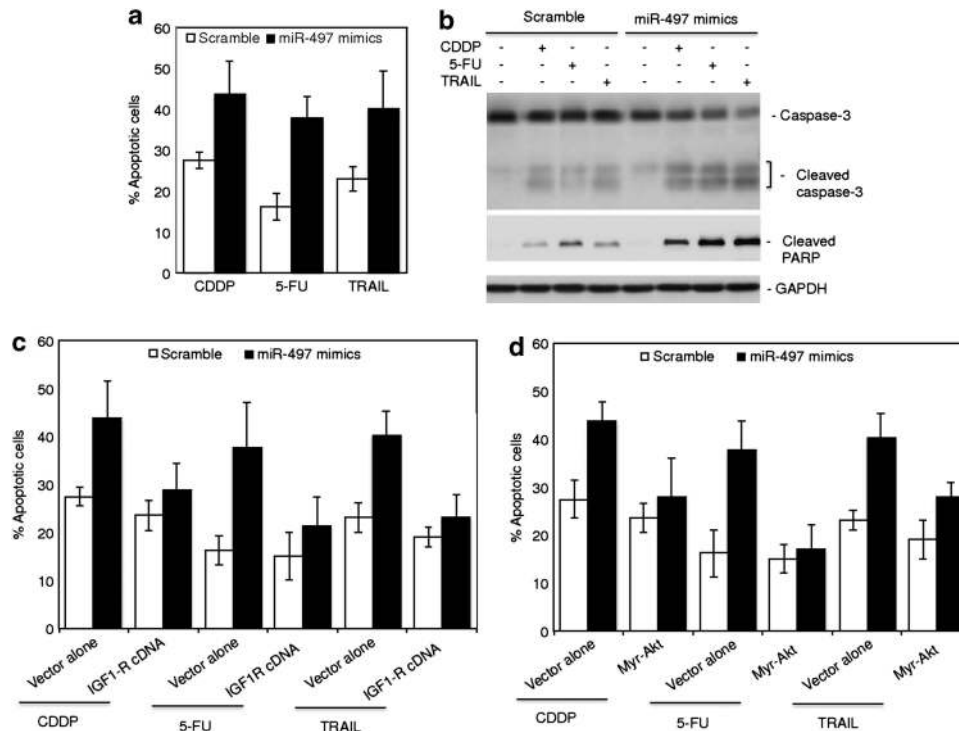 a
Scramble miR-497 mimics
% Apoptotic cells
60
50
40
30
20
10
0
CDDP 5-FU TRAIL
b
Scramble miR-497 mimics
CDDP - + - - - + - -
5-FU - - + - - - + -
TRAIL - - - + - - - +
- Caspase-3
- Cleaved
caspase-3
- Cleaved
PARP
- GAPDH
c
Scramble miR-497 mimics
% Apoptotic cells
60
50
40
30
20
10
0
Vector alone IGF1-R cDNA Vector alone IGF1R cDNA Vector alone IGF1-R cDNA
CDDP 5-FU TRAIL
d
Scramble miR-497 mimics
% Apoptotic cells
60
50
40
30
20
10
0
Vector alone Myr-Akt Vector alone Myr-Akt Vector alone Myr-Akt
CDDP 5-FU TRAIL